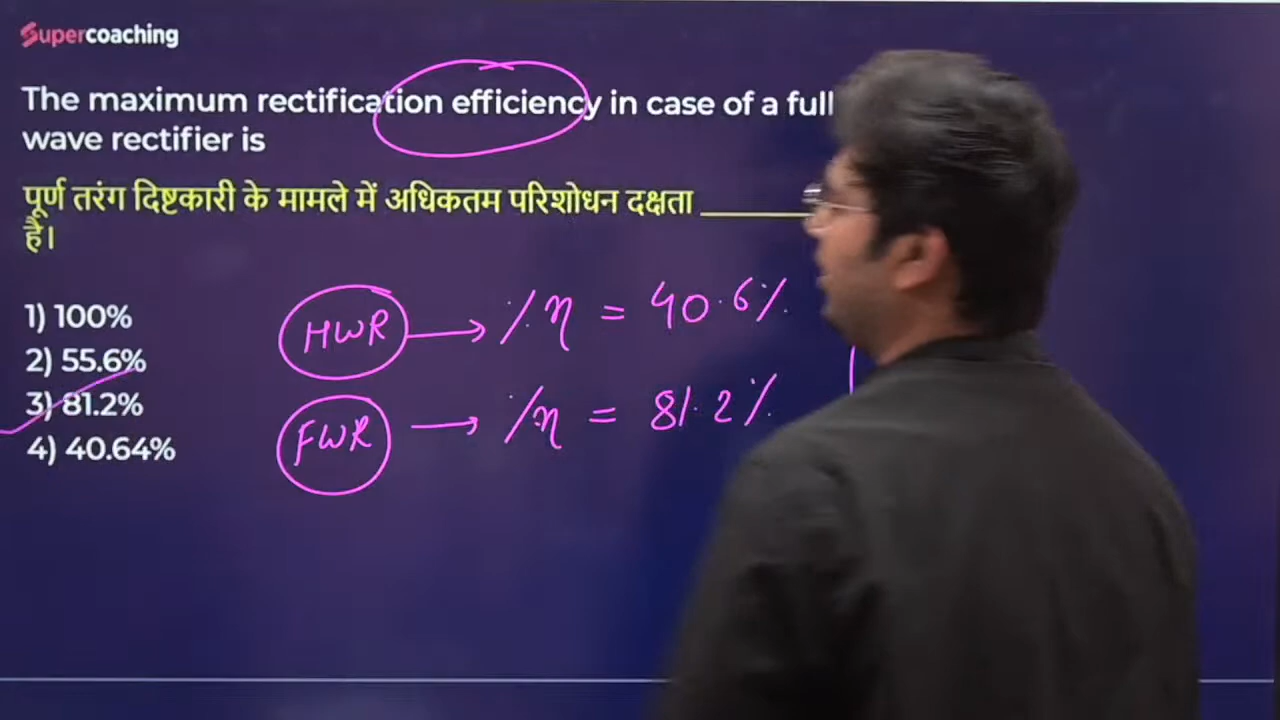 Supercoaching
The maximum rectification efficiency in case of a full
wave rectifier is
पूर्ण तरंग दिष्टकारी के मामले में अधिकतम परिशोधन दक्षता _______
है।
1) 100%
2) 55.6%
3) 81.2%
4) 40.64%
HWR → %η = 40.6%
FWR → %η = 81.2%